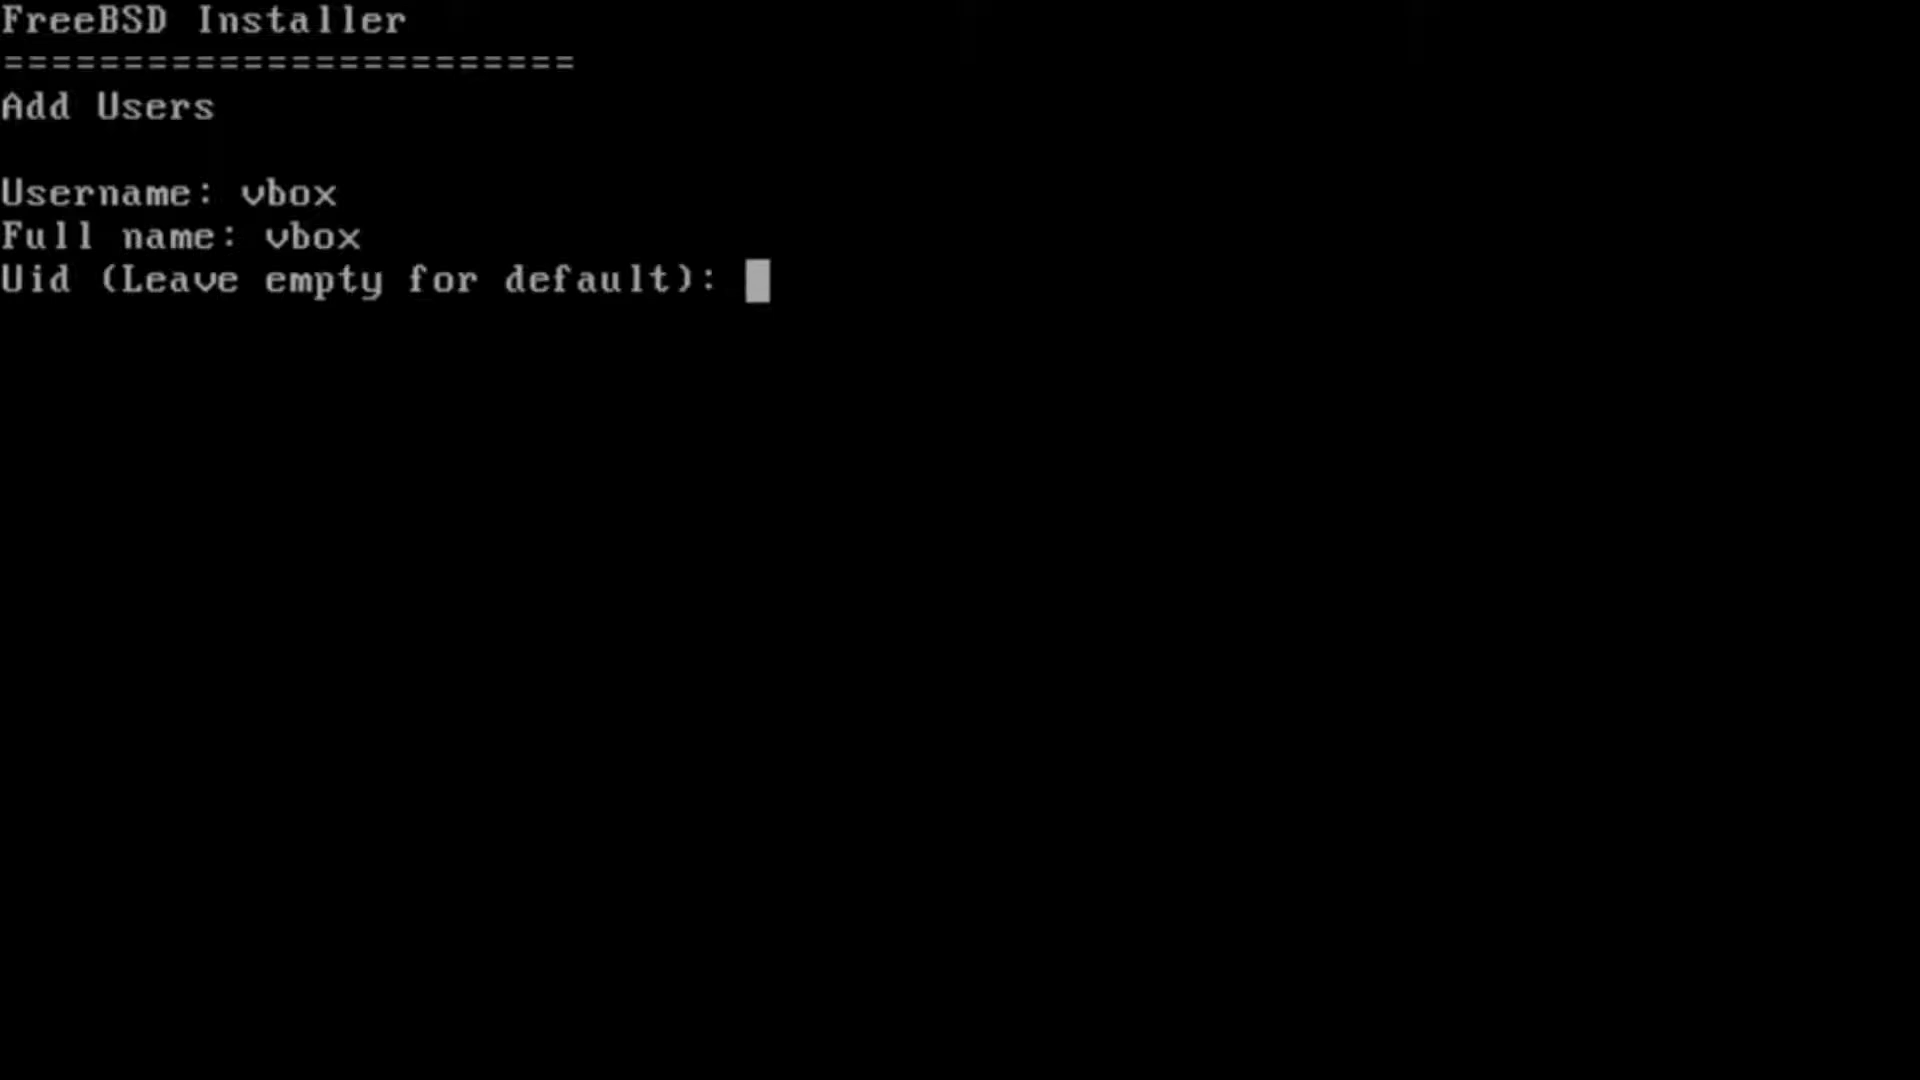 FreeBSD Installer
========================
Add Users
Username: vbox
Full name: vbox
Uid (Leave empty for default):